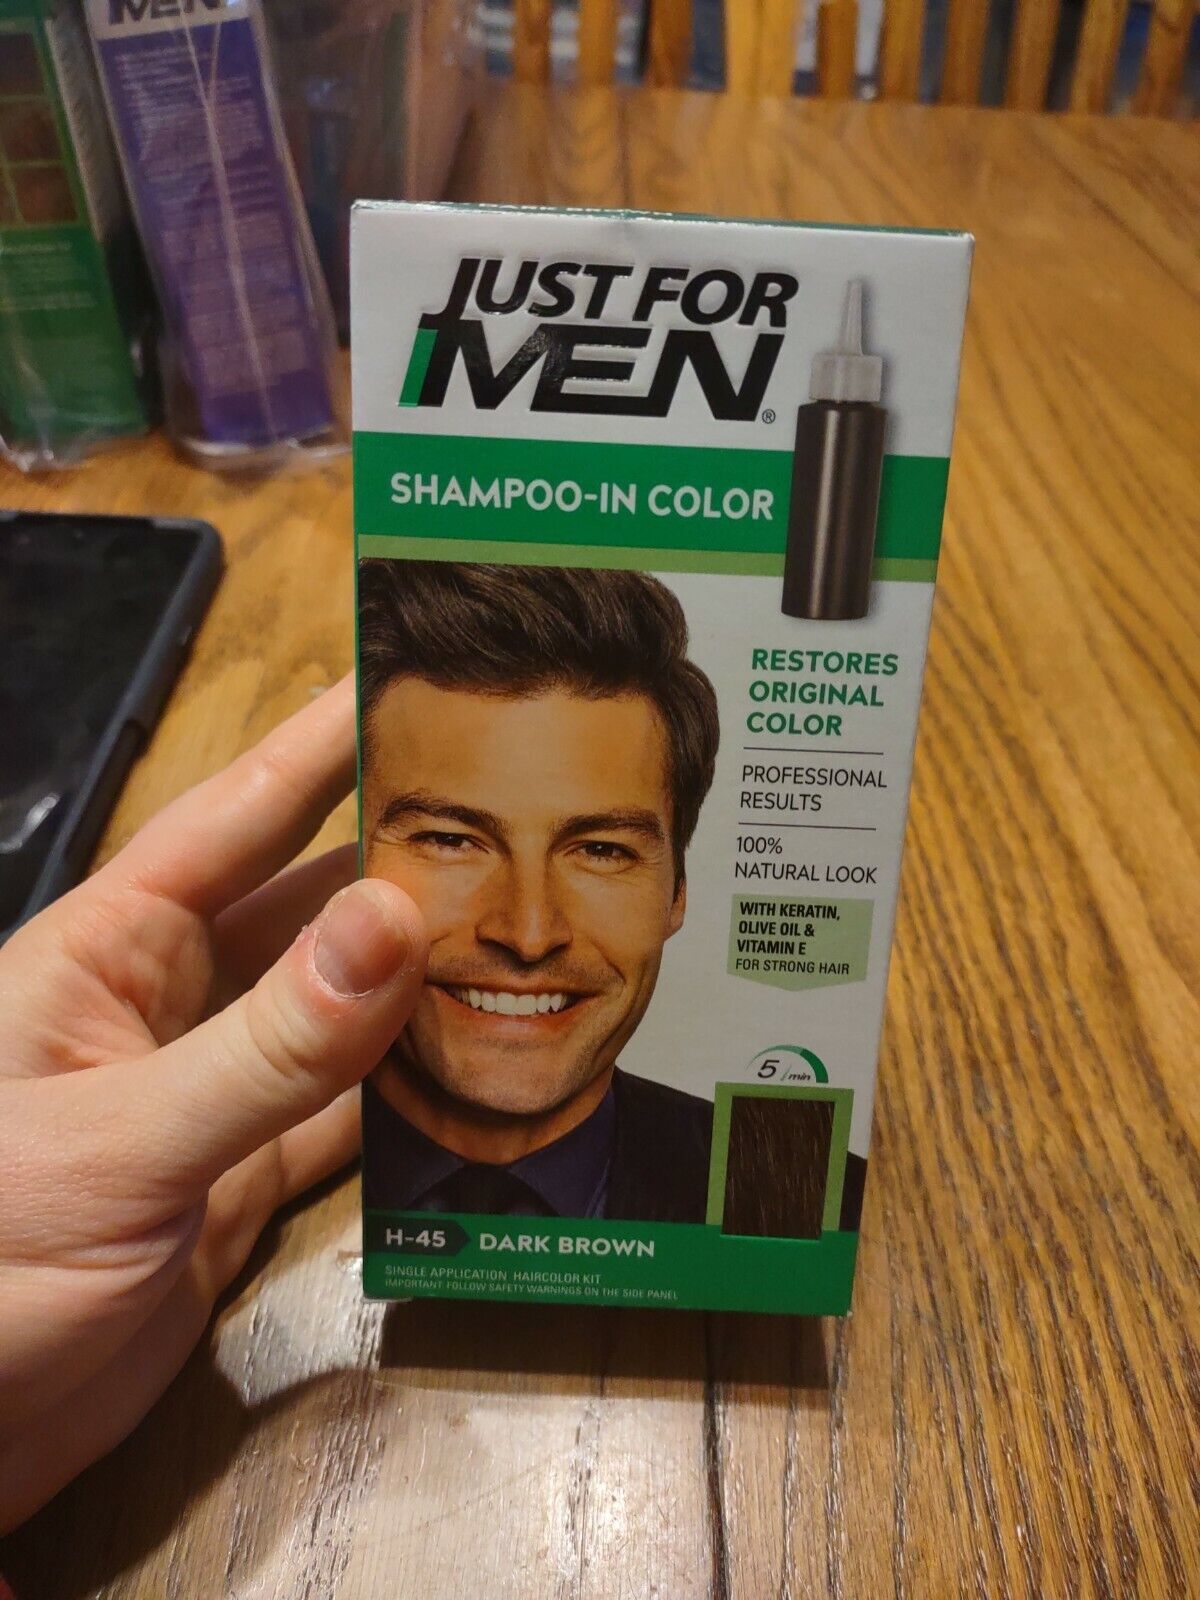 MEN
JUST FOR
MEN®
SHAMPOO-IN COLOR
RESTORES
ORIGINAL
COLOR
PROFESSIONAL
RESULTS
100%
NATURAL LOOK
WITH KERATIN,
OLIVE OIL &
VITAMIN E
FOR STRONG HAIR
5 min
H-45 DARK BROWN
SINGLE APPLICATION HAIRCOLOR KIT
IMPORTANT: FOLLOW SAFETY WARNINGS ON THE SIDE PANEL